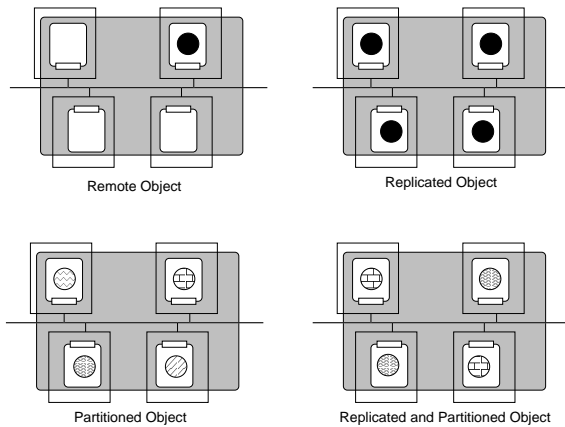 Remote Object
Replicated Object
Partitioned Object
Replicated and Partitioned Object